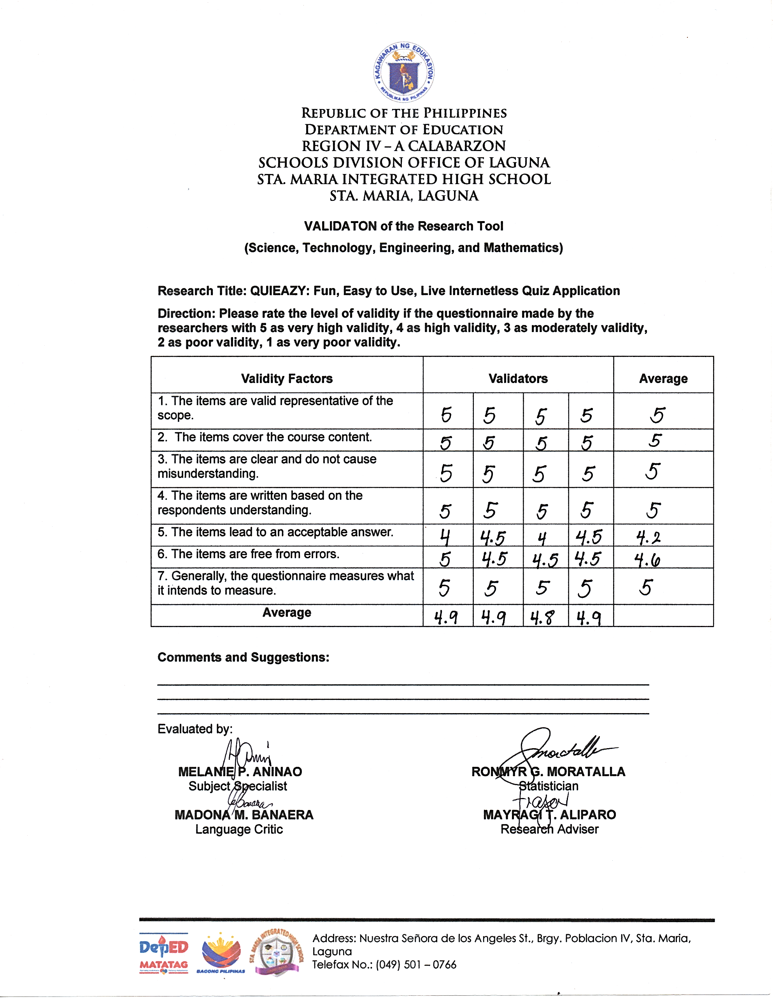 KAGAWARAN NG EDUKASYON
REPUBLIKA NG PILIPINAS
REPUBLIC OF THE PHILIPPINES
DEPARTMENT OF EDUCATION
REGION IV – A CALABARZON
SCHOOLS DIVISION OFFICE OF LAGUNA
STA. MARIA INTEGRATED HIGH SCHOOL
STA. MARIA, LAGUNA
VALIDATON of the Research Tool
(Science, Technology, Engineering, and Mathematics)
Research Title: QUIEAZY: Fun, Easy to Use, Live Internetless Quiz Application
Direction: Please rate the level of validity if the questionnaire made by the
researchers with 5 as very high validity, 4 as high validity, 3 as moderately validity,
2 as poor validity, 1 as very poor validity.
Validity Factors Validators Average
1. The items are valid representative of the
scope. 5 5 5 5 5
2. The items cover the course content. 5 5 5 5 5
3. The items are clear and do not cause
misunderstanding. 5 5 5 5 5
4. The items are written based on the
respondents understanding. 5 5 5 5 5
5. The items lead to an acceptable answer. 4 4.5 4 4.5 4.2
6. The items are free from errors. 5 4.5 4.5 4.5 4.6
7. Generally, the questionnaire measures what
it intends to measure. 5 5 5 5 5
Average 4.9 4.9 4.8 4.9
Comments and Suggestions:
Evaluated by:
MELANIE P. ANINAO RONMYR G. MORATALLA
Subject Specialist Statistician
MADONA M. BANAERA MAYRAGI T. ALIPARO
Language Critic Research Adviser
DepED
MATATAG
BAGONG PILIPINAS
STA. MARIA INTEGRATED HIGH SCHOOL
Address: Nuestra Señora de los Angeles St., Brgy. Poblacion IV, Sta. Maria,
Laguna
Telefax No.: (049) 501 – 0766